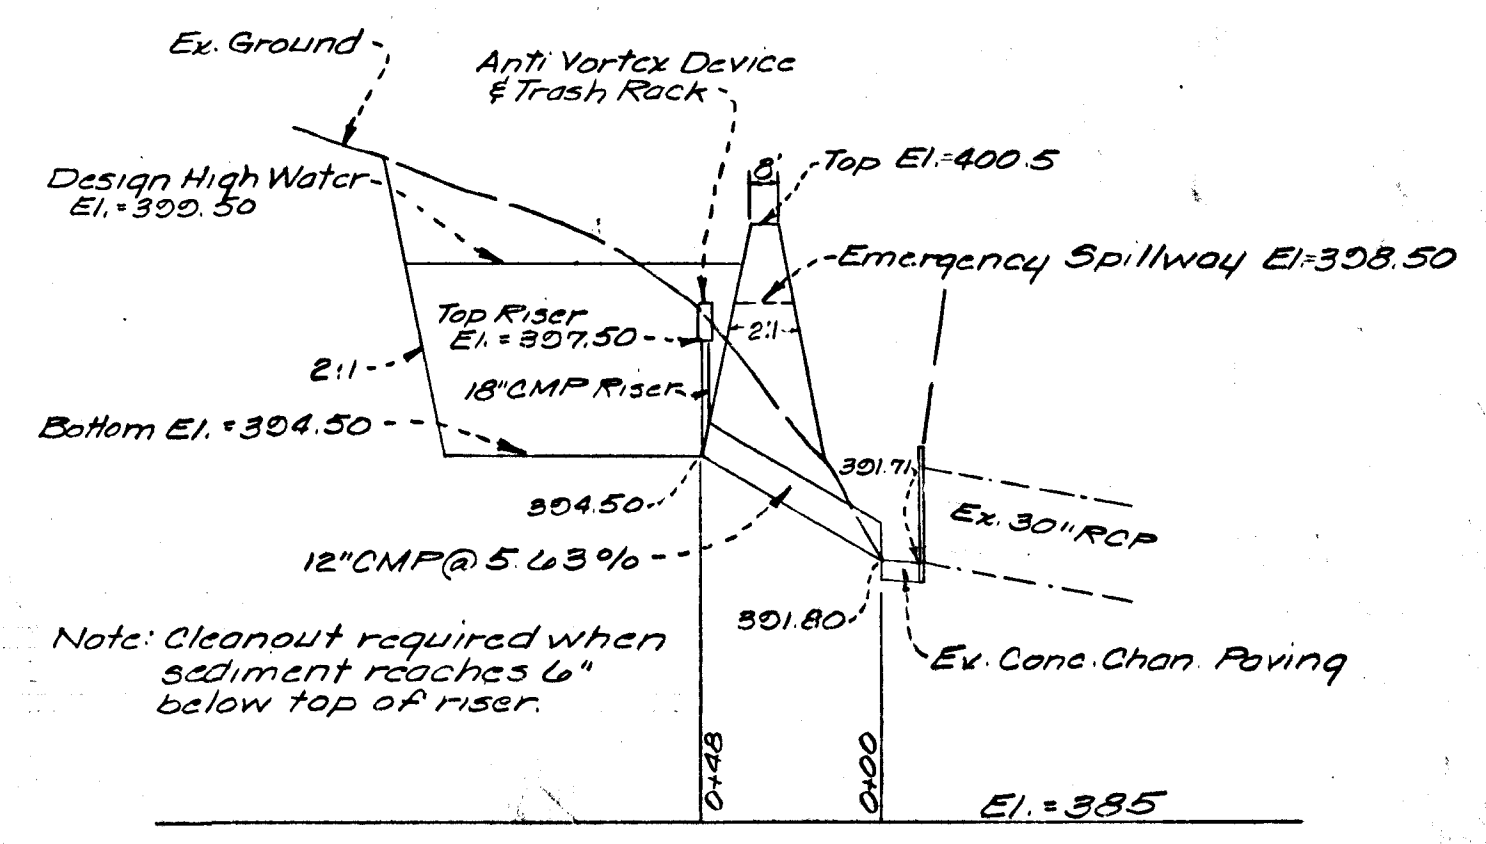 Ex. Ground
Anti Vortex Device
& Trash Rack
8'
Top El.=400.5
Design High Water
El.=399.50
Emergency Spillway El=398.50
Top Riser
El.=397.50
2:1
2:1
18"CMP Riser
Bottom El.=394.50
391.71
394.50
Ex. 30" RCP
12"CMP@5.63%
391.80
Note: Cleanout required when
sediment reaches 6"
below top of riser.
Ex. Conc. Chan. Paving
0+48
0+00
El.=385